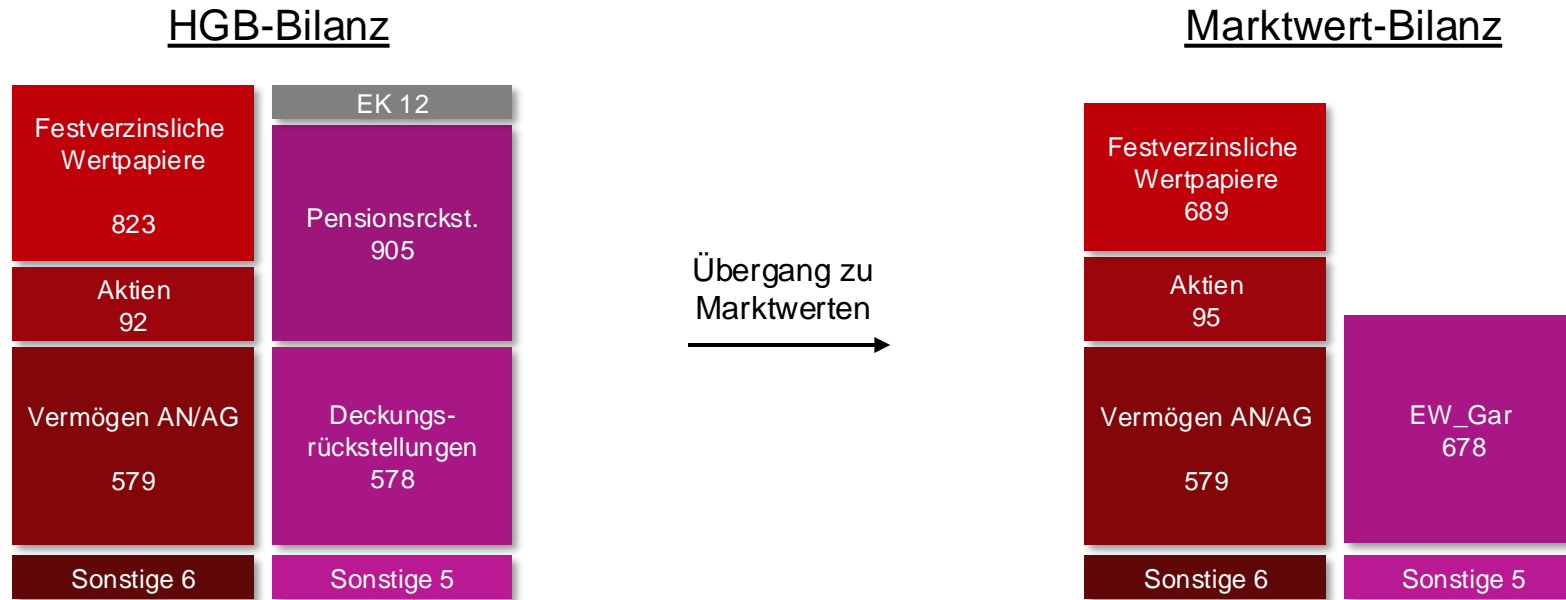 HGB-Bilanz
Festverzinsliche
Wertpapiere
823
Aktien
92
Vermögen AN/AG
579
Sonstige 6
EK 12
Pensionsrckst.
905
Deckungs-
rückstellungen
578
Sonstige 5
Übergang zu
Marktwerten
Marktwert-Bilanz
Festverzinsliche
Wertpapiere
689
Aktien
95
Vermögen AN/AG
579
Sonstige 6
EW_Gar
678
Sonstige 5